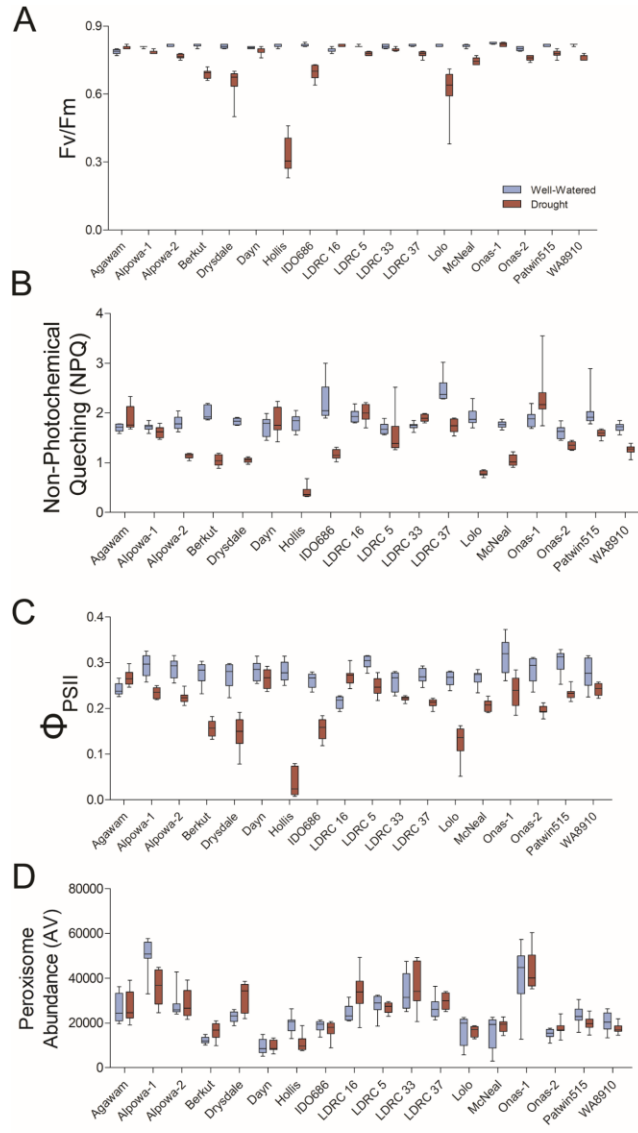 A
Fv/Fm
0.9
0.6
0.3
0.0
Well-Watered
Drought
Agawam
Alpowa-1
Alpowa-2
Berkut
Drysdale
Dayn
Hollis
IDO686
LDRC 16
LDRC 5
LDRC 33
LDRC 37
Lolo
McNeal
Onas-1
Onas-2
Patwin515
WA8910
B
Non-Photochemical
Queching (NPQ)
4
3
2
1
0
Agawam
Alpowa-1
Alpowa-2
Berkut
Drysdale
Dayn
Hollis
IDO686
LDRC 16
LDRC 5
LDRC 33
LDRC 37
Lolo
McNeal
Onas-1
Onas-2
Patwin515
WA8910
C
ΦPSII
0.4
0.3
0.2
0.1
0.0
Agawam
Alpowa-1
Alpowa-2
Berkut
Drysdale
Dayn
Hollis
IDO686
LDRC 16
LDRC 5
LDRC 33
LDRC 37
Lolo
McNeal
Onas-1
Onas-2
Patwin515
WA8910
D
Peroxisome
Abundance (AV)
80000
60000
40000
20000
0
Agawam
Alpowa-1
Alpowa-2
Berkut
Drysdale
Dayn
Hollis
IDO686
LDRC 16
LDRC 5
LDRC 33
LDRC 37
Lolo
McNeal
Onas-1
Onas-2
Patwin515
WA8910